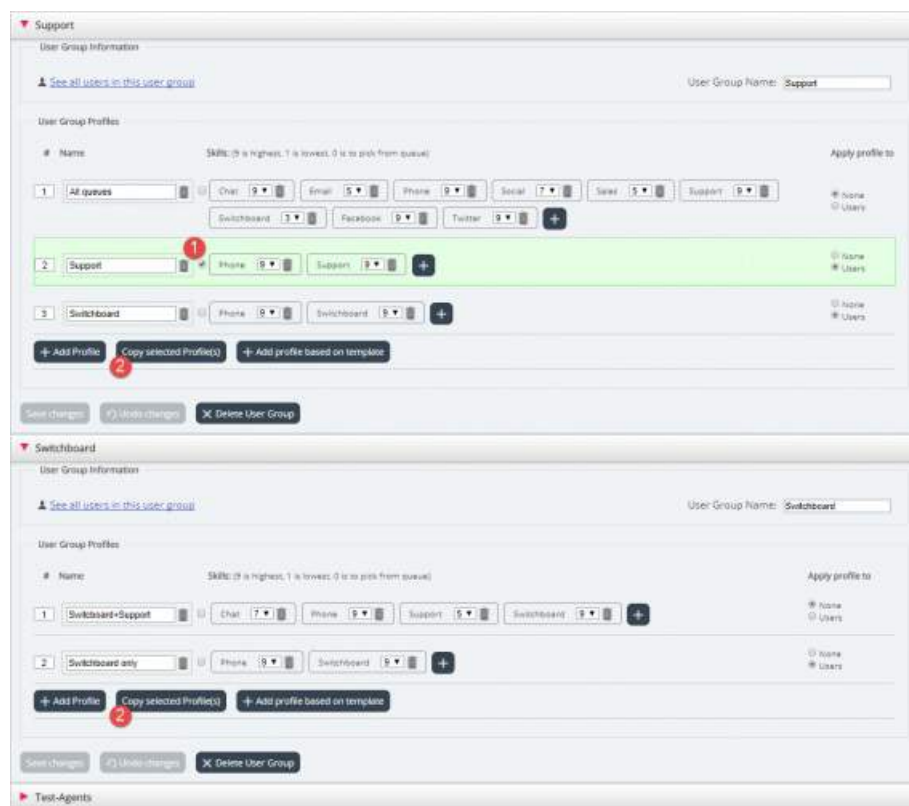 Support
User Group Information
See all users in this user group
User Group Name: Support
User Group Profiles
# Name Skills: (9 is highest, 1 is lowest, 0 is to pick from queue) Apply profile to
1 All queues Chat 9 Email 5 Phone 9 Social 7 Sales 5 Support 9 None
Users
Switchboard 3 Facebook 9 Twitter 9 +
1
2 Support Phone 9 Support 9 + None
Users
3 Switchboard Phone 9 Switchboard 9 + None
Users
+ Add Profile Copy selected Profile(s) + Add profile based on template
2
Save changes Undo changes X Delete User Group
Switchboard
User Group Information
See all users in this user group
User Group Name: Switchboard
User Group Profiles
# Name Skills: (9 is highest, 1 is lowest, 0 is to pick from queue) Apply profile to
1 Switcboard+Support Chat 7 Phone 9 Support 5 Switchboard 9 + None
Users
2 Switchboard only Phone 9 Switchboard 9 + None
Users
+ Add Profile Copy selected Profile(s) + Add profile based on template
2
Save changes Undo changes X Delete User Group
Test-Agents